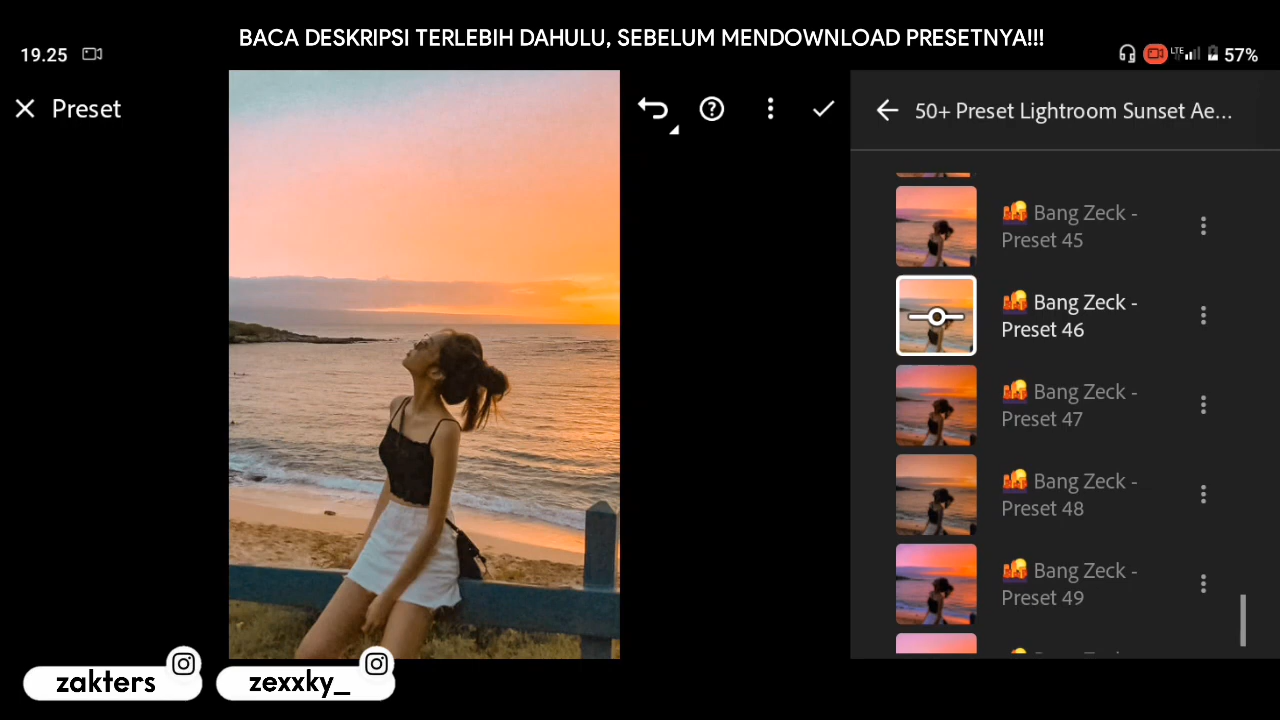 BACA DESKRIPSI TERLEBIH DAHULU, SEBELUM MENDOWNLOAD PRESETNYA!!!
19.25
LTE
57%
Preset
50+ Preset Lightroom Sunset Ae...
Bang Zeck -
Preset 45
Bang Zeck -
Preset 46
Bang Zeck -
Preset 47
Bang Zeck -
Preset 48
Bang Zeck -
Preset 49
zakters
zexxky_